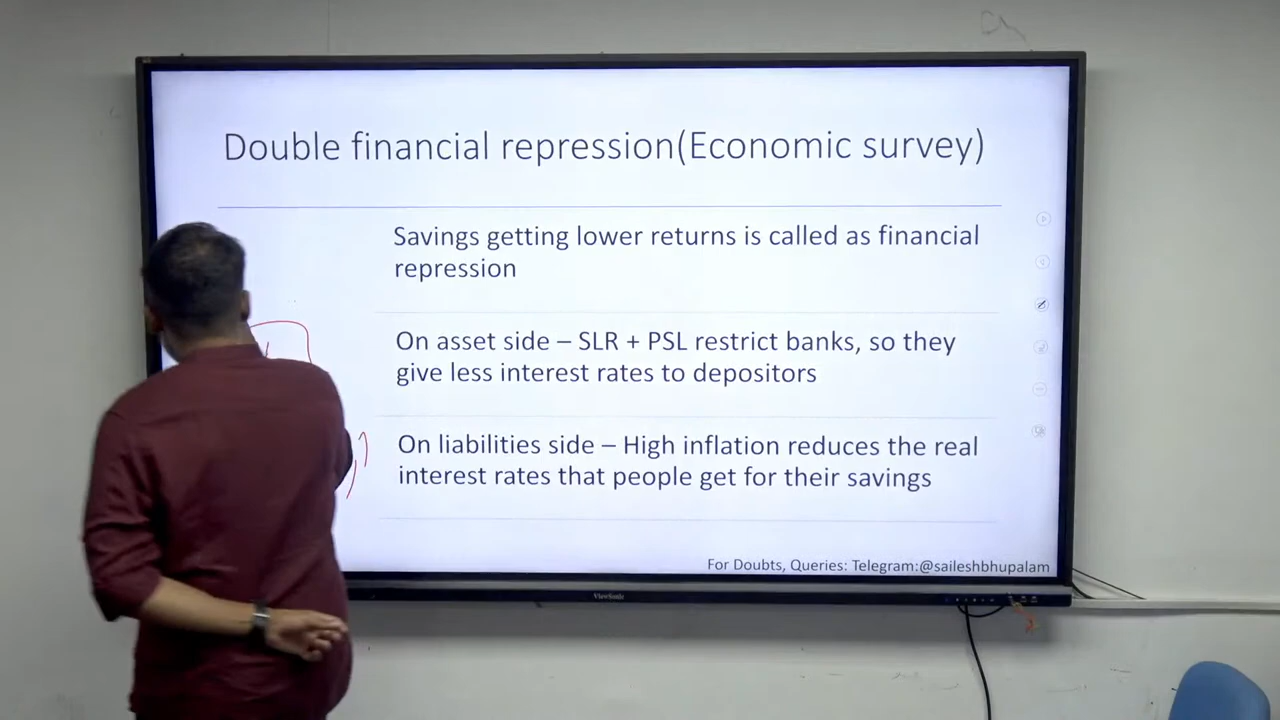 Double financial repression(Economic survey)
Savings getting lower returns is called as financial
repression
On asset side – SLR + PSL restrict banks, so they
give less interest rates to depositors
On liabilities side – High inflation reduces the real
interest rates that people get for their savings
For Doubts, Queries: Telegram:@saileshbhupalam
ViewSonic